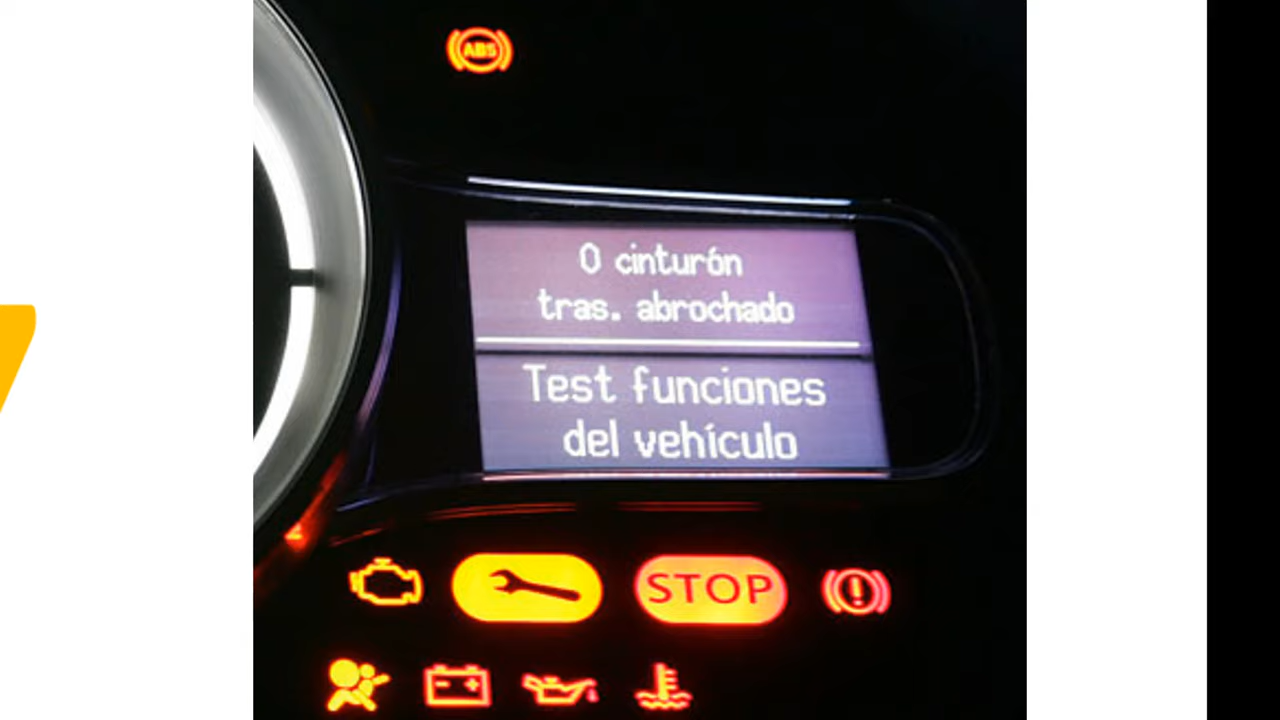 ABS
0 cinturón
tras. abrochado
Test funciones
del vehículo
STOP